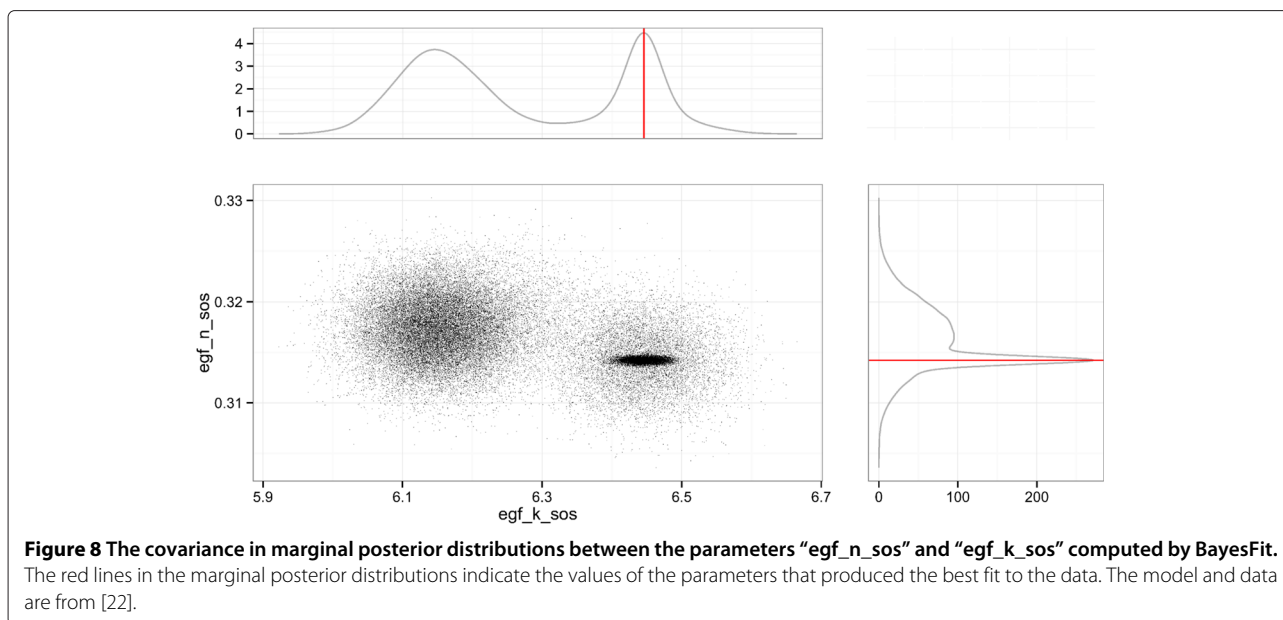 4
3
2
1
0
0.33
0.32
0.31
egf_n_sos
5.9 6.1 6.3 6.5 6.7
egf_k_sos
0 100 200
Figure 8 The covariance in marginal posterior distributions between the parameters “egf_n_sos” and “egf_k_sos” computed by BayesFit.
The red lines in the marginal posterior distributions indicate the values of the parameters that produced the best fit to the data. The model and data
are from [22].